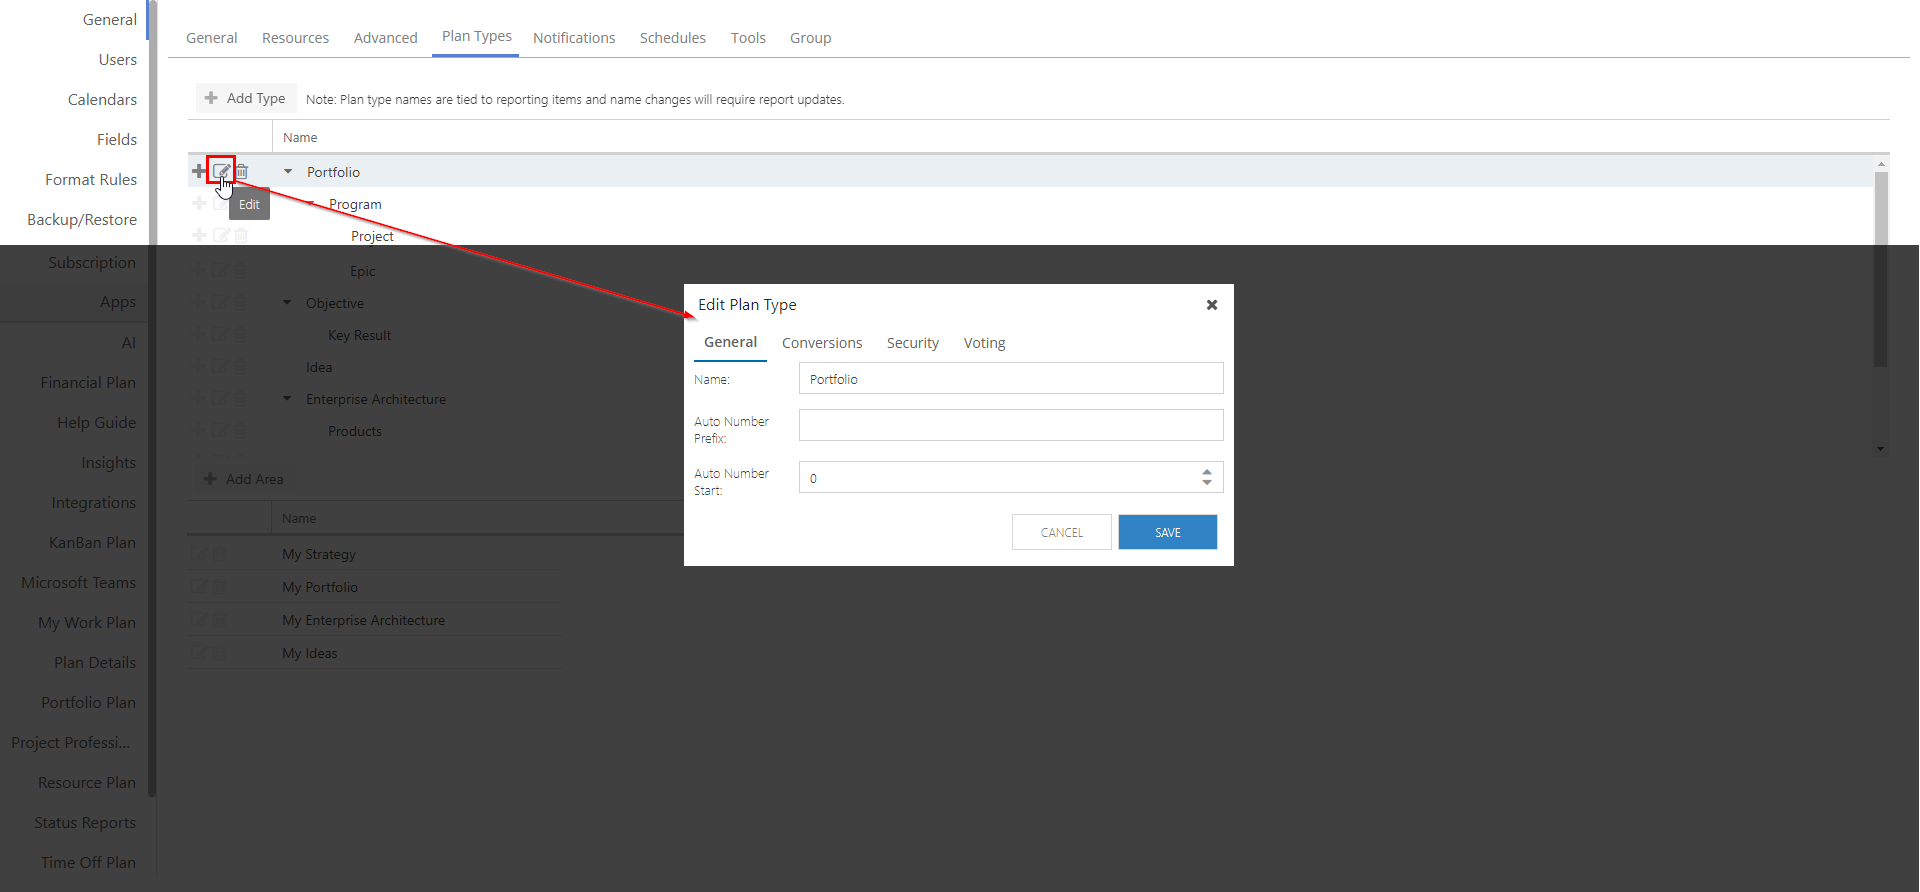 General
Users
Calendars
Fields
Format Rules
Backup/Restore
Subscription
Apps
AI
Financial Plan
Help Guide
Insights
Integrations
KanBan Plan
Microsoft Teams
My Work Plan
Plan Details
Portfolio Plan
Project Professi...
Resource Plan
Status Reports
Time Off Plan
General Resources Advanced Plan Types Notifications Schedules Tools Group
Add Type Note: Plan type names are tied to reporting items and name changes will require report updates.
Name
Portfolio
Edit
Program
Project
Epic
Objective
Key Result
Idea
Enterprise Architecture
Products
Add Area
Name
My Strategy
My Portfolio
My Enterprise Architecture
My Ideas
Edit Plan Type
General Conversions Security Voting
Name: Portfolio
Auto Number
Prefix:
Auto Number
Start: 0
CANCEL SAVE